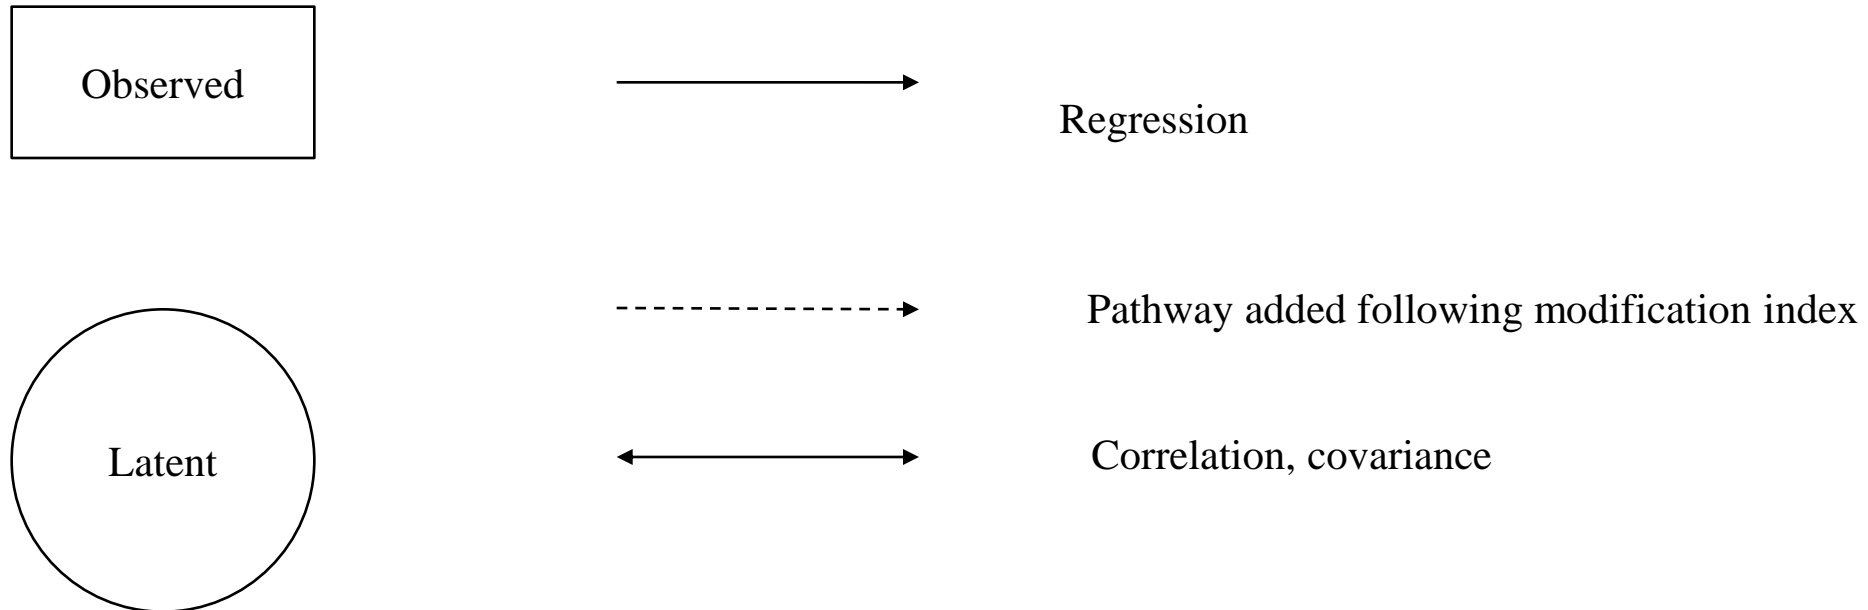 Observed
Regression
Pathway added following modification index
Latent
Correlation, covariance